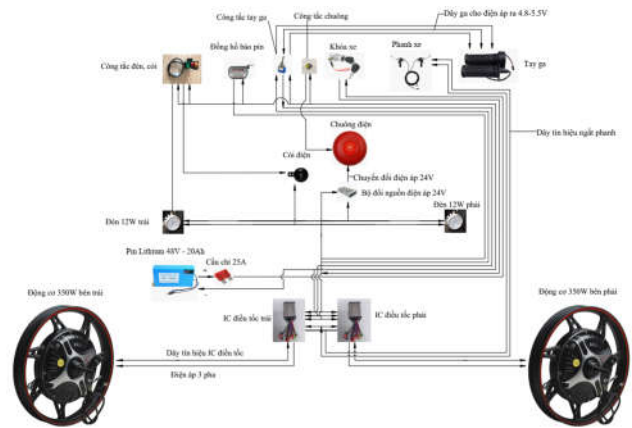 Công tắc tay ga
Công tắc chuông
Dây ga cho điện áp ra 4.8-5.5V
Đồng hồ báo pin
Khóa xe
Phanh xe
Công tắc đèn, còi
Tay ga
Chuông điện
Dây tín hiệu ngắt phanh
Còi điện
Chuyển đổi điện áp 24V
Bộ đổi nguồn điện áp 24V
Đèn 12W trái
Đèn 12W phải
Pin Lithium 48V - 20Ah
Cầu chì 25A
Động cơ 350W bên trái
Động cơ 350W bên phải
IC điều tốc trái
IC điều tốc phải
Dây tín hiệu IC điều tốc
Điện áp 3 pha